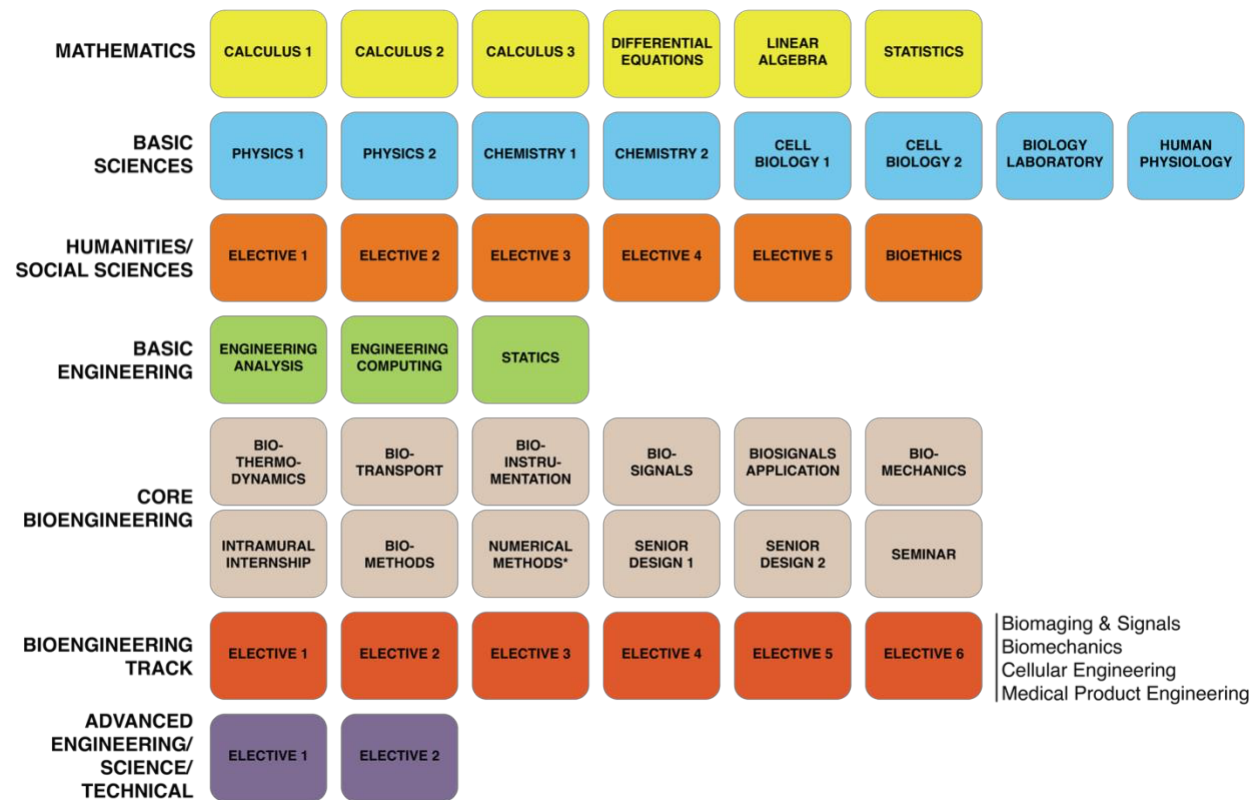 MATHEMATICS
CALCULUS 1
CALCULUS 2
CALCULUS 3
DIFFERENTIAL
EQUATIONS
LINEAR
ALGEBRA
STATISTICS
BASIC
SCIENCES
PHYSICS 1
PHYSICS 2
CHEMISTRY 1
CHEMISTRY 2
CELL
BIOLOGY 1
CELL
BIOLOGY 2
BIOLOGY
LABORATORY
HUMAN
PHYSIOLOGY
HUMANITIES/
SOCIAL SCIENCES
ELECTIVE 1
ELECTIVE 2
ELECTIVE 3
ELECTIVE 4
ELECTIVE 5
BIOETHICS
BASIC
ENGINEERING
ENGINEERING
ANALYSIS
ENGINEERING
COMPUTING
STATICS
CORE
BIOENGINEERING
BIO-
THERMO-
DYNAMICS
BIO-
TRANSPORT
BIO-
INSTRU-
MENTATION
BIO-
SIGNALS
BIOSIGNALS
APPLICATION
BIO-
MECHANICS
INTRAMURAL
INTERNSHIP
BIO-
METHODS
NUMERICAL
METHODS*
SENIOR
DESIGN 1
SENIOR
DESIGN 2
SEMINAR
BIOENGINEERING
TRACK
ELECTIVE 1
ELECTIVE 2
ELECTIVE 3
ELECTIVE 4
ELECTIVE 5
ELECTIVE 6
Biomaging & Signals
Biomechanics
Cellular Engineering
Medical Product Engineering
ADVANCED
ENGINEERING/
SCIENCE/
TECHNICAL
ELECTIVE 1
ELECTIVE 2